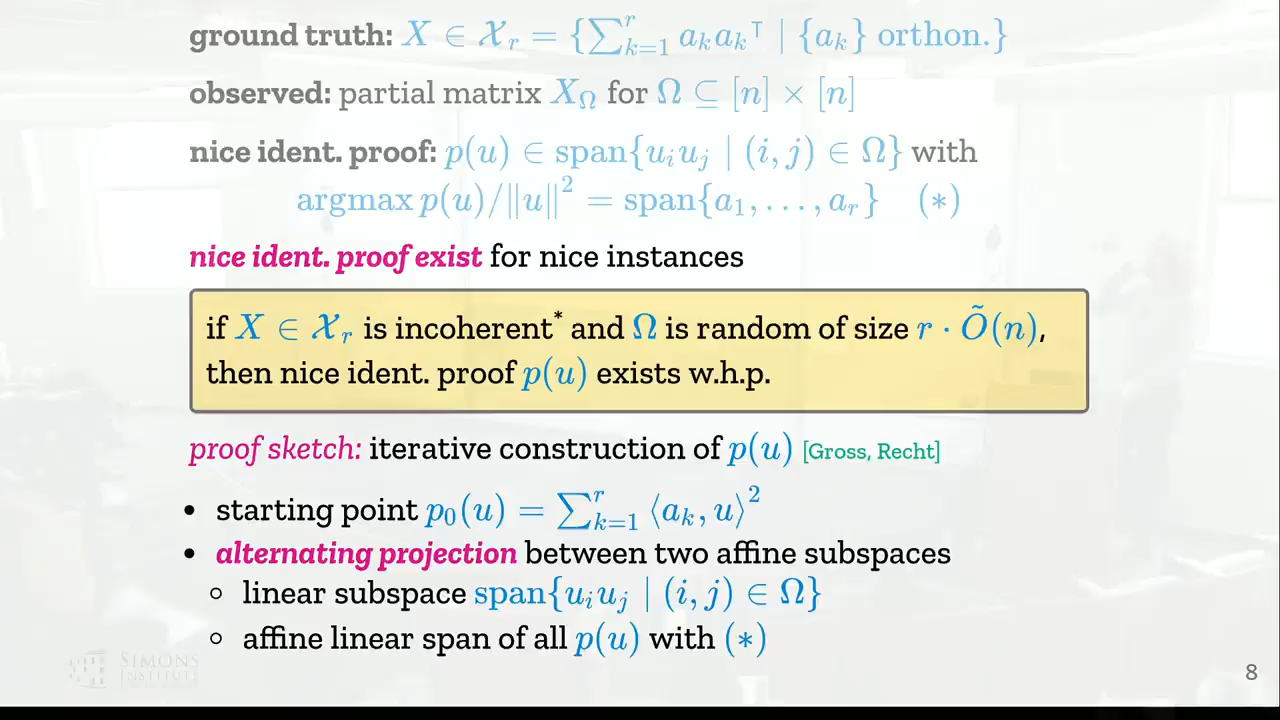 ground truth: X ∈ 𝒳_r = {∑_{k=1}^r a_k a_k^⊺ | {a_k} orthon.}
observed: partial matrix X_Ω for Ω ⊆ [n] × [n]
nice ident. proof: p(u) ∈ span{u_i u_j | (i, j) ∈ Ω} with
argmax p(u)/‖u‖² = span{a_1, . . . , a_r} (∗)
nice ident. proof exist for nice instances
if X ∈ 𝒳_r is incoherent* and Ω is random of size r · Õ(n),
then nice ident. proof p(u) exists w.h.p.
proof sketch: iterative construction of p(u) [Gross, Recht]
• starting point p_0(u) = ∑_{k=1}^r ⟨a_k, u⟩²
• alternating projection between two affine subspaces
◦ linear subspace span{u_i u_j | (i, j) ∈ Ω}
◦ affine linear span of all p(u) with (∗)
SIMONS
INSTITUTE
8